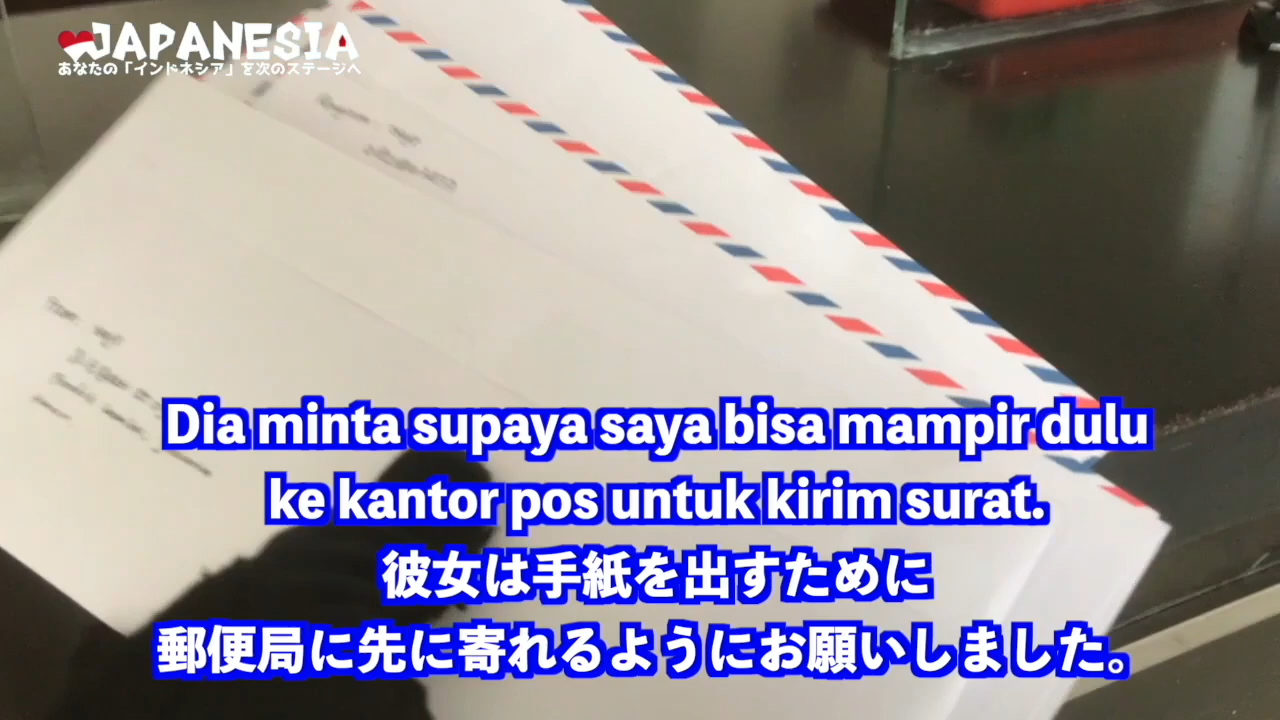 JAPANESIA
あなたの「インドネシア」を次のステージへ
Dia minta supaya saya bisa mampir dulu
ke kantor pos untuk kirim surat.
彼女は手紙を出すために
郵便局に先に寄れるようにお願いしました。